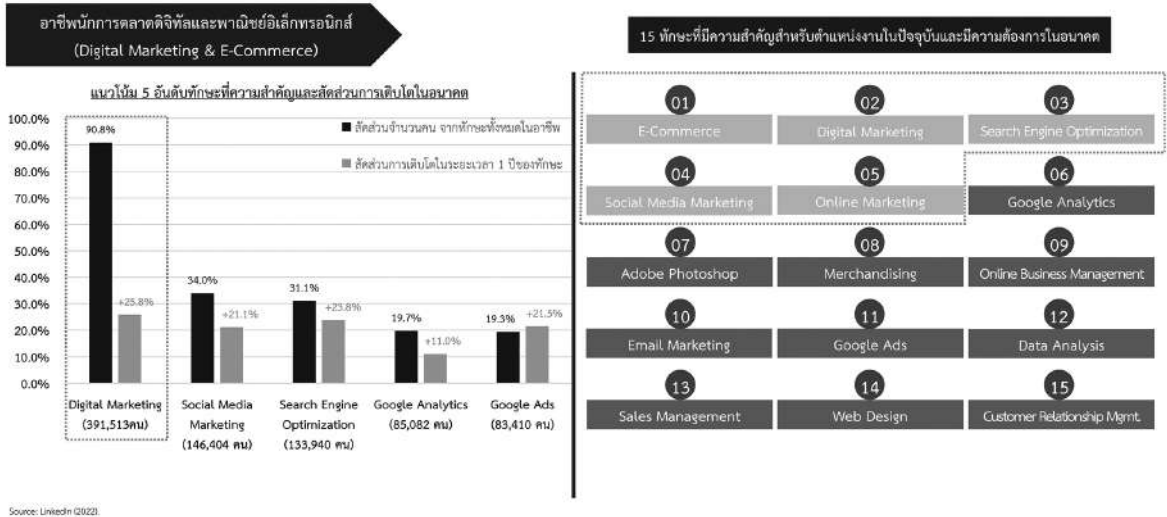 อาชีพนักการตลาดดิจิทัลและพาณิชย์อิเล็กทรอนิกส์
(Digital Marketing & E-Commerce)
แนวโน้ม 5 อันดับทักษะที่ความสำคัญและสัดส่วนการเติบโตในอนาคต
100.0%
90.0%
80.0%
70.0%
60.0%
50.0%
40.0%
30.0%
20.0%
10.0%
0.0%
สัดส่วนจำนวนคน จากทักษะทั้งหมดในอาชีพ
สัดส่วนการเติบโตในระยะเวลา 1 ปีของทักษะ
90.8%
+25.8%
34.0%
+21.1%
31.1%
+23.8%
19.7%
+11.0%
19.3%
+21.3%
Digital Marketing
(391,513คน)
Social Media
Marketing
(146,404 คน)
Search Engine
Optimization
(133,940 คน)
Google Analytics
(85,082 คน)
Google Ads
(83,410 คน)
Source: LinkedIn (2022).
15 ทักษะที่มีความสำคัญสำหรับตำแหน่งงานในปัจจุบันและมีความต้องการในอนาคต
01
E-Commerce
02
Digital Marketing
03
Search Engine Optimization
04
Social Media Marketing
05
Online Marketing
06
Google Analytics
07
Adobe Photoshop
08
Merchandising
09
Online Business Management
10
Email Marketing
11
Google Ads
12
Data Analysis
13
Sales Management
14
Web Design
15
Customer Relationship Mgmt.